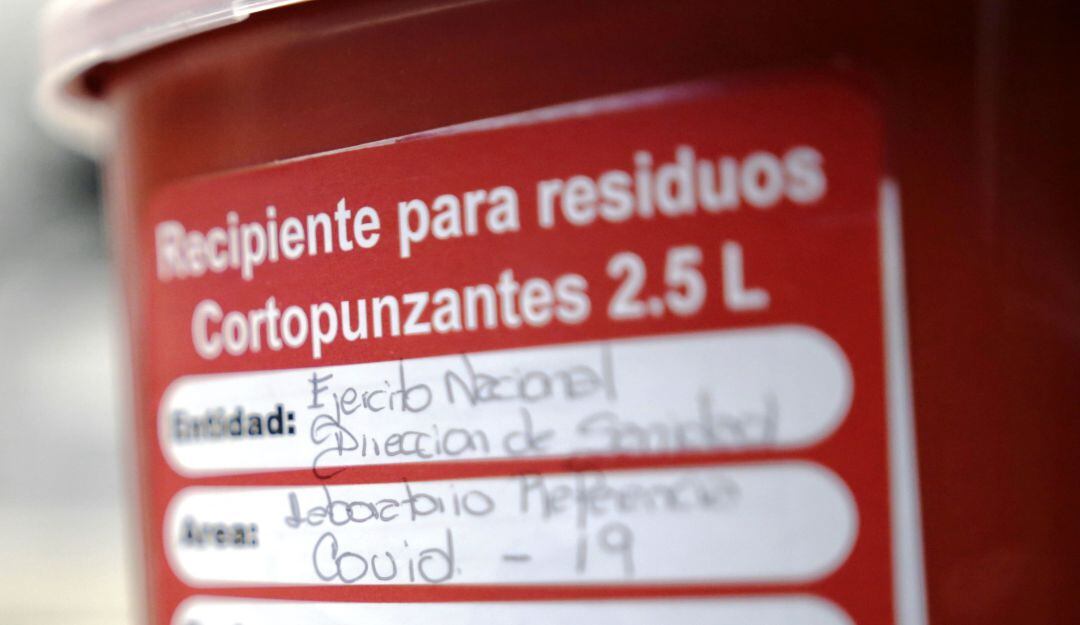 Recipiente para residuos
Cortopunzantes 2.5 L
Entidad: Ejercito Nacional
Direccion de Sanidad
Area: Laboratorio Referencia
Covid - 19